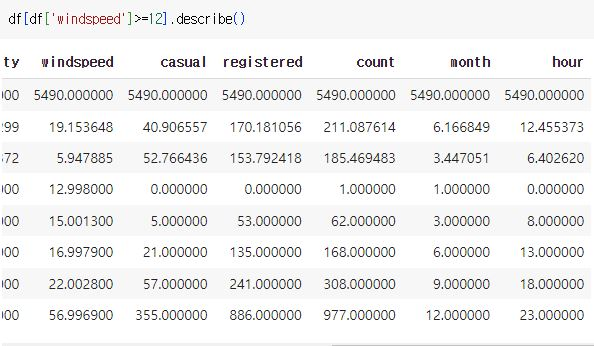 df[df['windspeed']>=12].describe()
ty windspeed casual registered count month hour
000 5490.000000 5490.000000 5490.000000 5490.000000 5490.000000 5490.000000
299 19.153648 40.906557 170.181056 211.087614 6.166849 12.455373
372 5.947885 52.766436 153.792418 185.469483 3.447051 6.402620
000 12.998000 0.000000 0.000000 1.000000 1.000000 0.000000
000 15.001300 5.000000 53.000000 62.000000 3.000000 8.000000
000 16.997900 21.000000 135.000000 168.000000 6.000000 13.000000
000 22.002800 57.000000 241.000000 308.000000 9.000000 18.000000
000 56.996900 355.000000 886.000000 977.000000 12.000000 23.000000